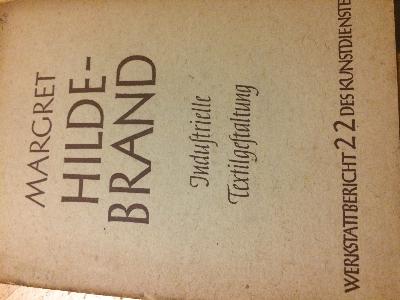 MARGRET
HILDE-
BRAND
Induſtrielle
Textilgeſtaltung
WERKSTATTBERICHT 22 DES KUNSTDIENSTES